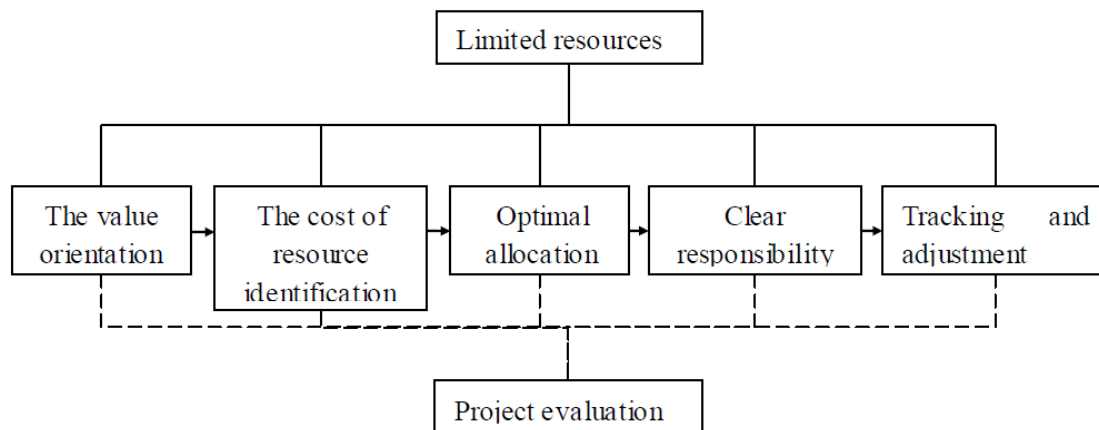 Limited resources
The value
orientation
The cost of
resource
identification
Optimal
allocation
Clear
responsibility
Tracking and
adjustment
Project evaluation